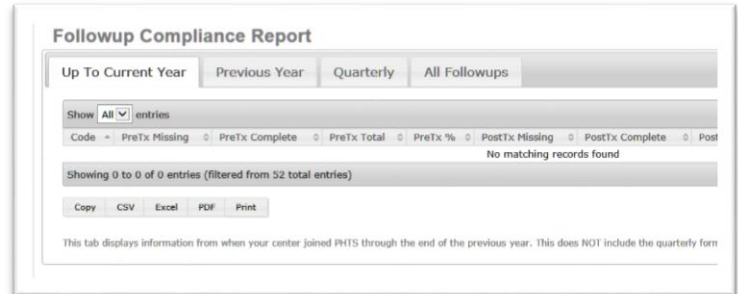 Followup Compliance Report
Up To Current Year Previous Year Quarterly All Followups
Show All entries
Code PreTx Missing PreTx Complete PreTx Total PreTx % PostTx Missing PostTx Complete Post
No matching records found
Showing 0 to 0 of 0 entries (filtered from 52 total entries)
Copy CSV Excel PDF Print
This tab displays information from when your center joined PHTS through the end of the previous year. This does NOT include the quarterly form